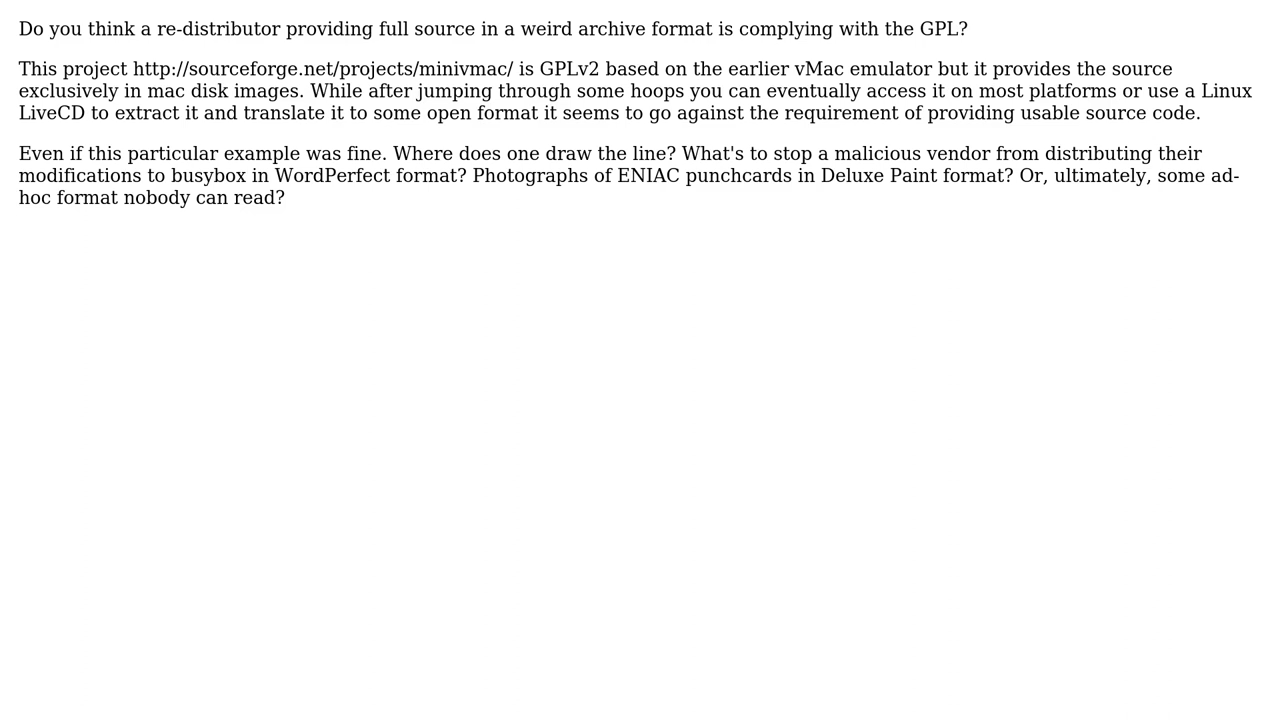 Do you think a re-distributor providing full source in a weird archive format is complying with the GPL?
This project http://sourceforge.net/projects/minivmac/ is GPLv2 based on the earlier vMac emulator but it provides the source
exclusively in mac disk images. While after jumping through some hoops you can eventually access it on most platforms or use a Linux
LiveCD to extract it and translate it to some open format it seems to go against the requirement of providing usable source code.
Even if this particular example was fine. Where does one draw the line? What's to stop a malicious vendor from distributing their
modifications to busybox in WordPerfect format? Photographs of ENIAC punchcards in Deluxe Paint format? Or, ultimately, some ad-
hoc format nobody can read?